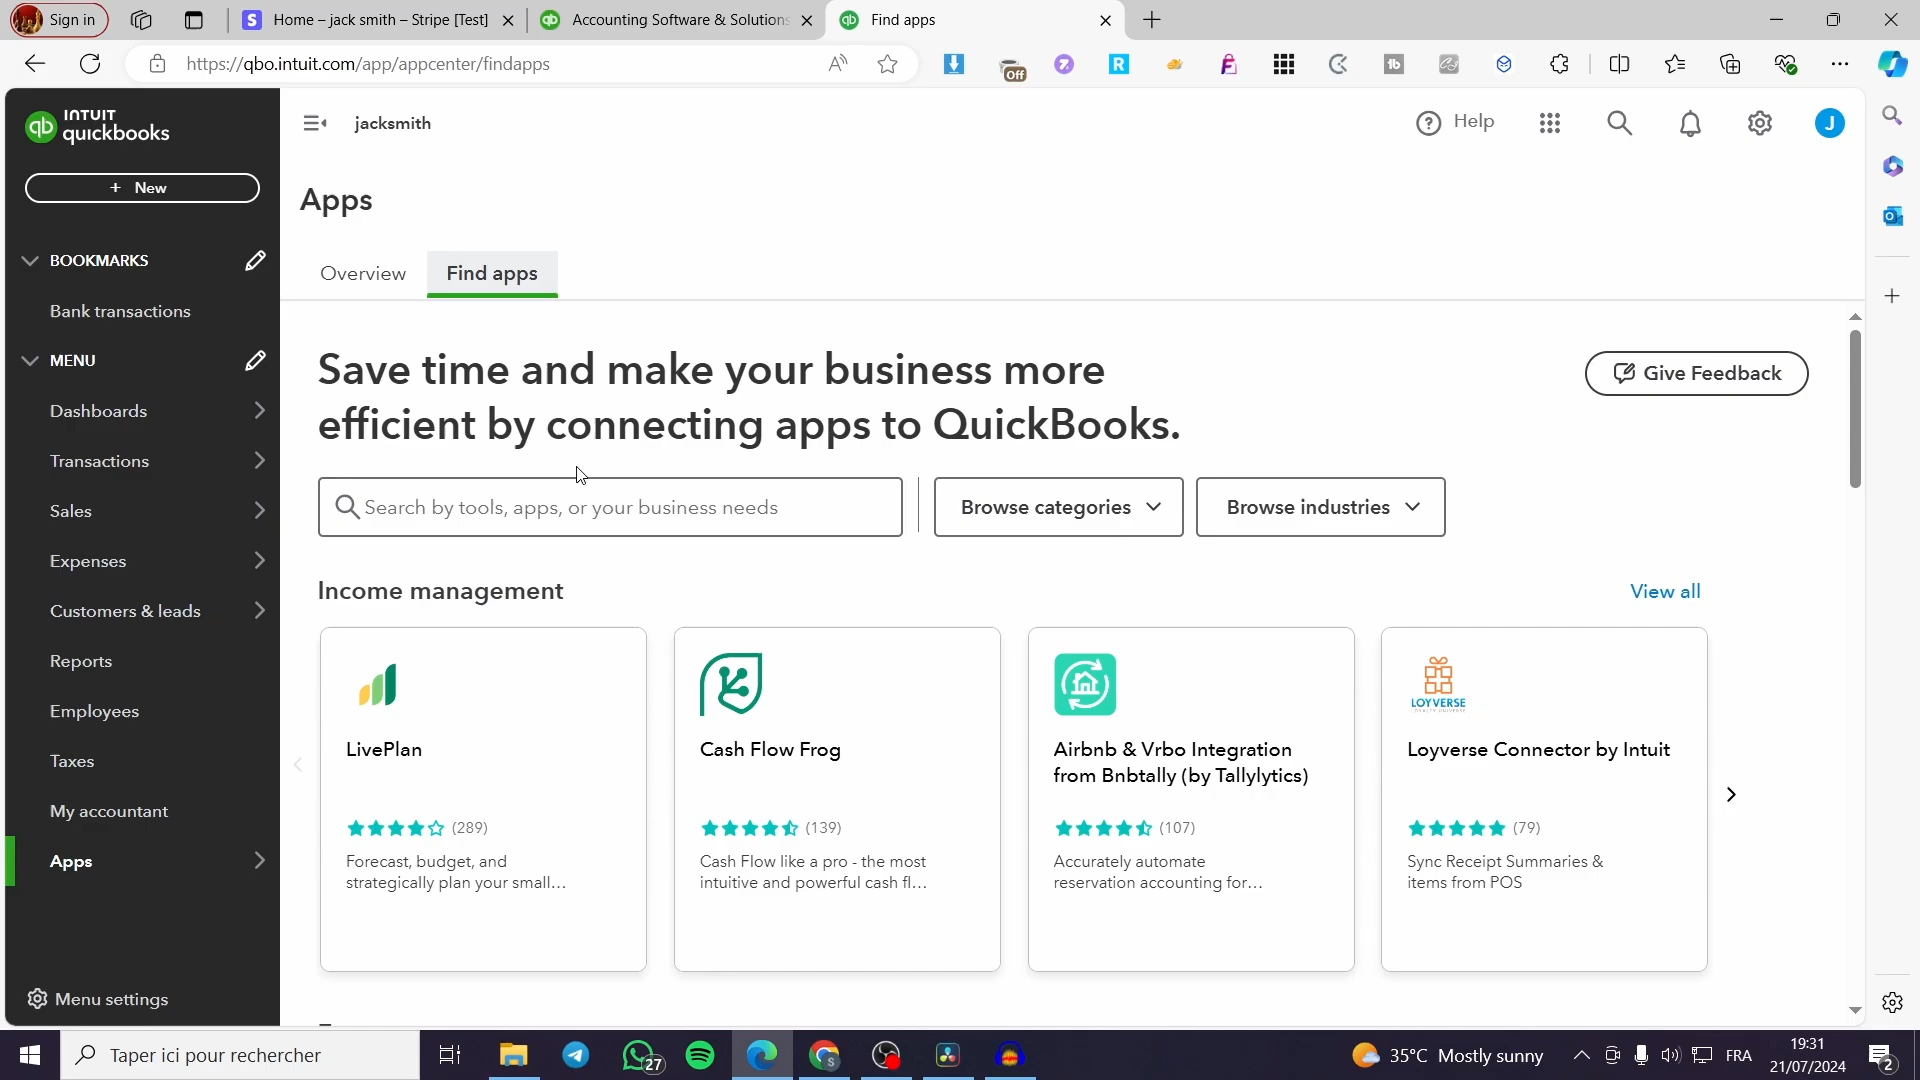 Sign in
Home – jack smith – Stripe [Test]
Accounting Software & Solutions
Find apps
https://qbo.intuit.com/app/appcenter/findapps
Off
INTUIT
quickbooks
jacksmith
Help
J
+ New
Apps
BOOKMARKS
Overview
Find apps
Bank transactions
MENU
Save time and make your business more
efficient by connecting apps to QuickBooks.
Give Feedback
Dashboards
Transactions
Sales
Expenses
Customers & leads
Reports
Employees
Taxes
My accountant
Apps
Menu settings
Search by tools, apps, or your business needs
Browse categories
Browse industries
Income management
View all
LivePlan
(289)
Forecast, budget, and
strategically plan your small...
Cash Flow Frog
(139)
Cash Flow like a pro - the most
intuitive and powerful cash fl...
Airbnb & Vrbo Integration
from Bnbtally (by Tallylytics)
(107)
Accurately automate
reservation accounting for...
LOYVERSE
Loyverse Connector by Intuit
(79)
Sync Receipt Summaries &
items from POS
Taper ici pour rechercher
27
35°C Mostly sunny
FRA
19:31
21/07/2024
2